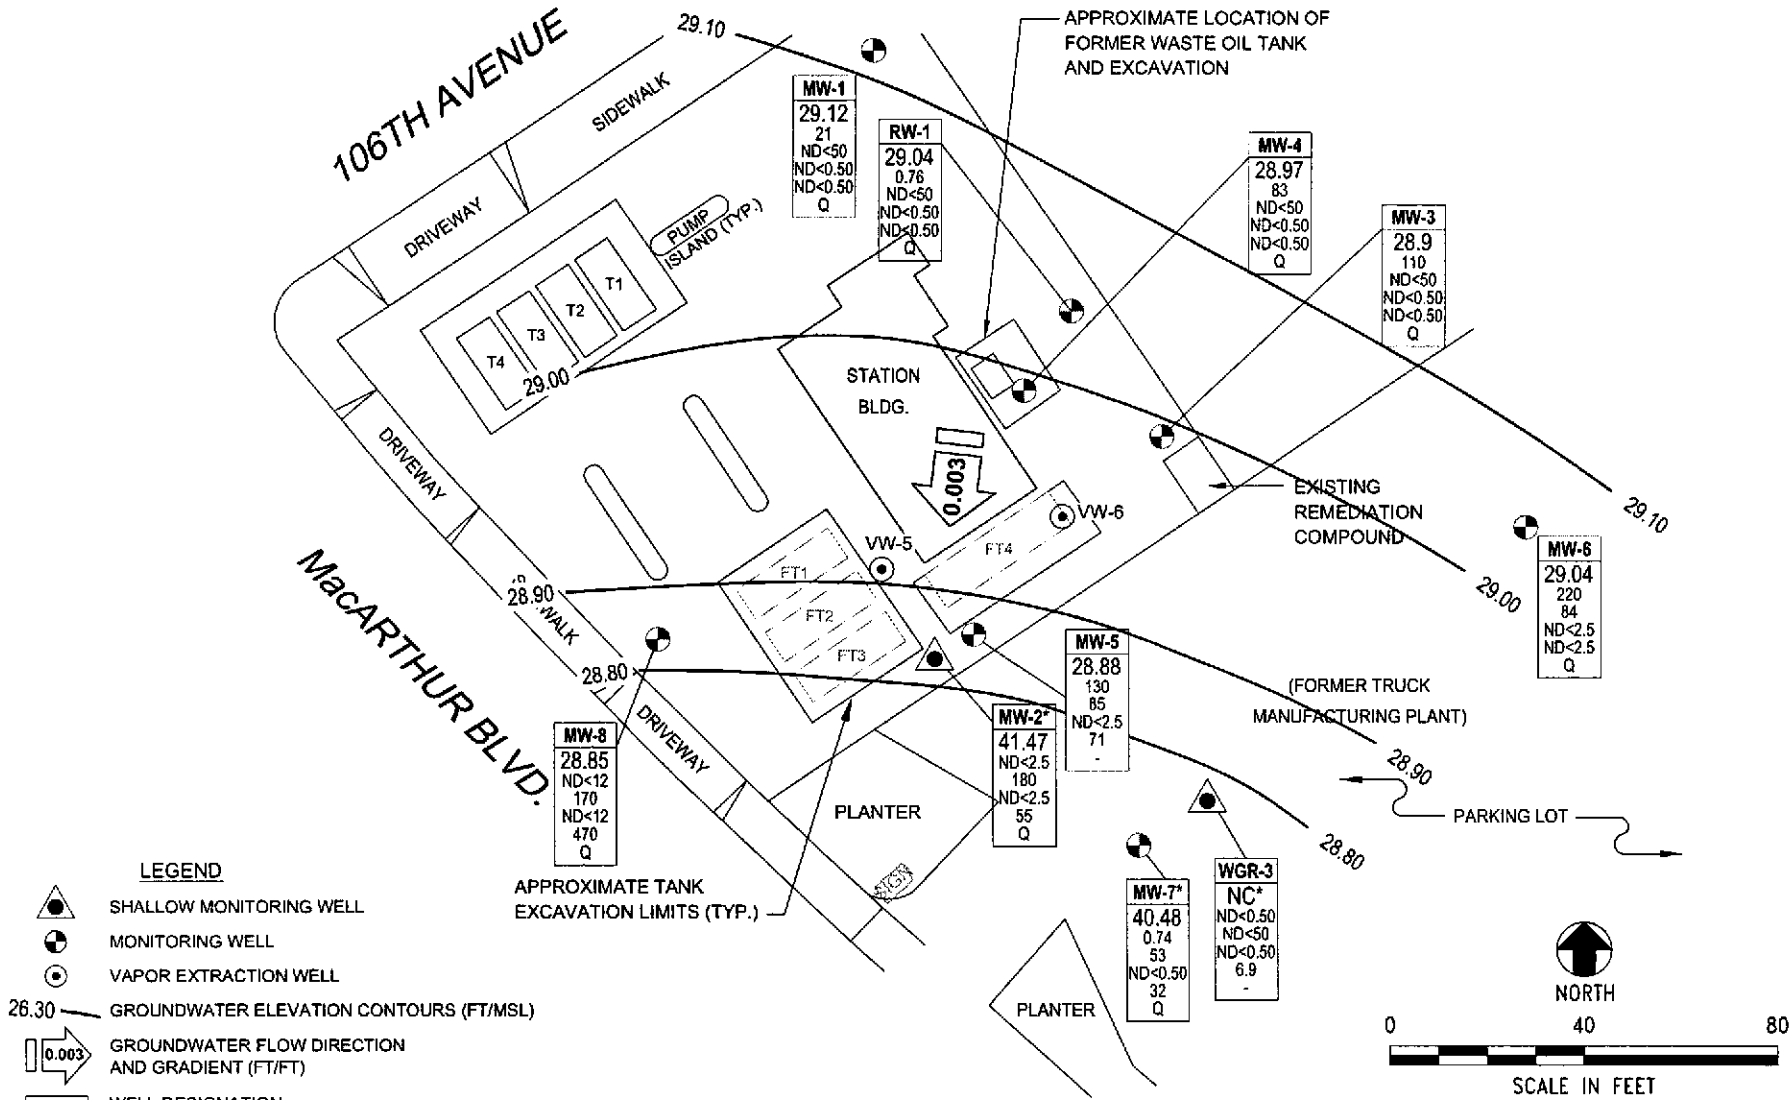 106TH AVENUE
29.10
SIDEWALK
DRIVEWAY
APPROXIMATE LOCATION OF
FORMER WASTE OIL TANK
AND EXCAVATION
MW-1
29.12
21
ND<50
ND<0.50
ND<0.50
Q
RW-1
29.04
0.76
ND<50
ND<0.50
ND<0.50
Q
MW-4
28.97
83
ND<50
ND<0.50
ND<0.50
Q
MW-3
28.9
110
ND<50
ND<0.50
ND<0.50
Q
PUMP
ISLAND (TYP.)
T1
T2
T3
T4
29.00
STATION
BLDG.
0.003
DRIVEWAY
VW-6
VW-5
FT4
FT1
FT2
FT3
EXISTING
REMEDIATION
COMPOUND
29.10
29.00
MW-6
29.04
220
84
ND<2.5
ND<2.5
Q
28.90
WALK
28.80
DRIVEWAY
MacARTHUR BLVD.
MW-8
28.85
ND<12
170
ND<12
470
Q
MW-5
28.88
130
85
ND<2.5
71
-
MW-2*
41.47
ND<2.5
180
ND<2.5
55
Q
(FORMER TRUCK
MANUFACTURING PLANT)
28.90
28.80
PARKING LOT
PLANTER
SIGN
APPROXIMATE TANK
EXCAVATION LIMITS (TYP.)
MW-7*
40.48
0.74
53
ND<0.50
32
Q
WGR-3
NC*
ND<0.50
ND<50
ND<0.50
6.9
-
PLANTER
NORTH
0 40 80
SCALE IN FEET
LEGEND
SHALLOW MONITORING WELL
MONITORING WELL
VAPOR EXTRACTION WELL
26.30 GROUNDWATER ELEVATION CONTOURS (FT/MSL)
0.003 GROUNDWATER FLOW DIRECTION
AND GRADIENT (FT/FT)
WELL DESIGNATION